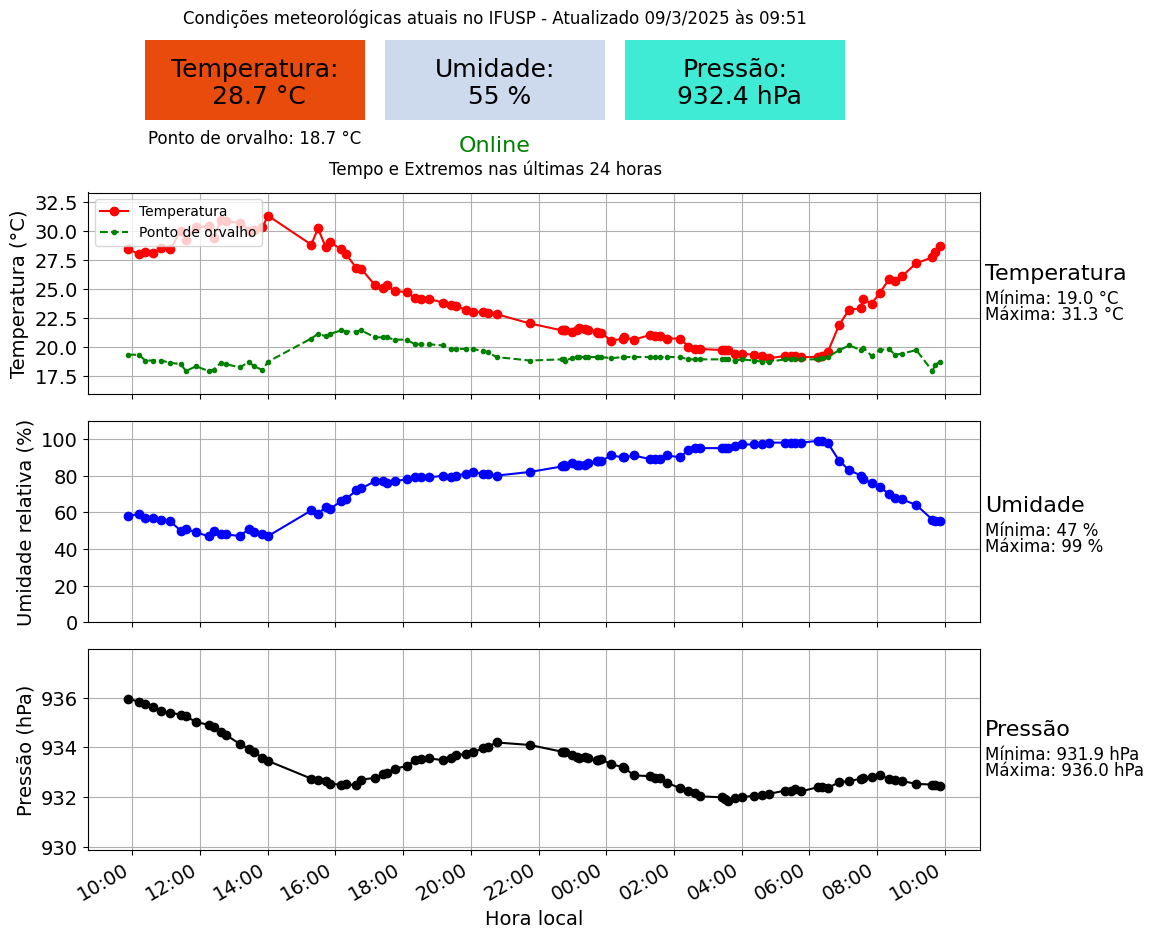 Condições meteorológicas atuais no IFUSP - Atualizado 09/3/2025 às 09:51
Temperatura:
28.7 °C
Umidade:
55 %
Pressão:
932.4 hPa
Ponto de orvalho: 18.7 °C
Online
Tempo e Extremos nas últimas 24 horas
Temperatura (°C)
32.5
30.0
27.5
25.0
22.5
20.0
17.5
Temperatura
Ponto de orvalho
Temperatura
Mínima: 19.0 °C
Máxima: 31.3 °C
Umidade relativa (%)
100
80
60
40
20
0
Umidade
Mínima: 47 %
Máxima: 99 %
Pressão (hPa)
936
934
932
930
Pressão
Mínima: 931.9 hPa
Máxima: 936.0 hPa
10:00 12:00 14:00 16:00 18:00 20:00 22:00 00:00 02:00 04:00 06:00 08:00 10:00
Hora local